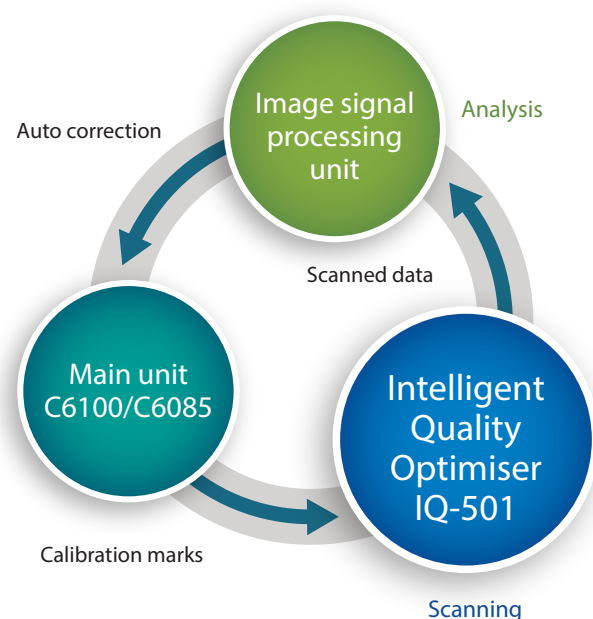 Image signal
processing
unit
Analysis
Auto correction
Scanned data
Main unit
C6100/C6085
Intelligent
Quality
Optimiser
IQ-501
Calibration marks
Scanning